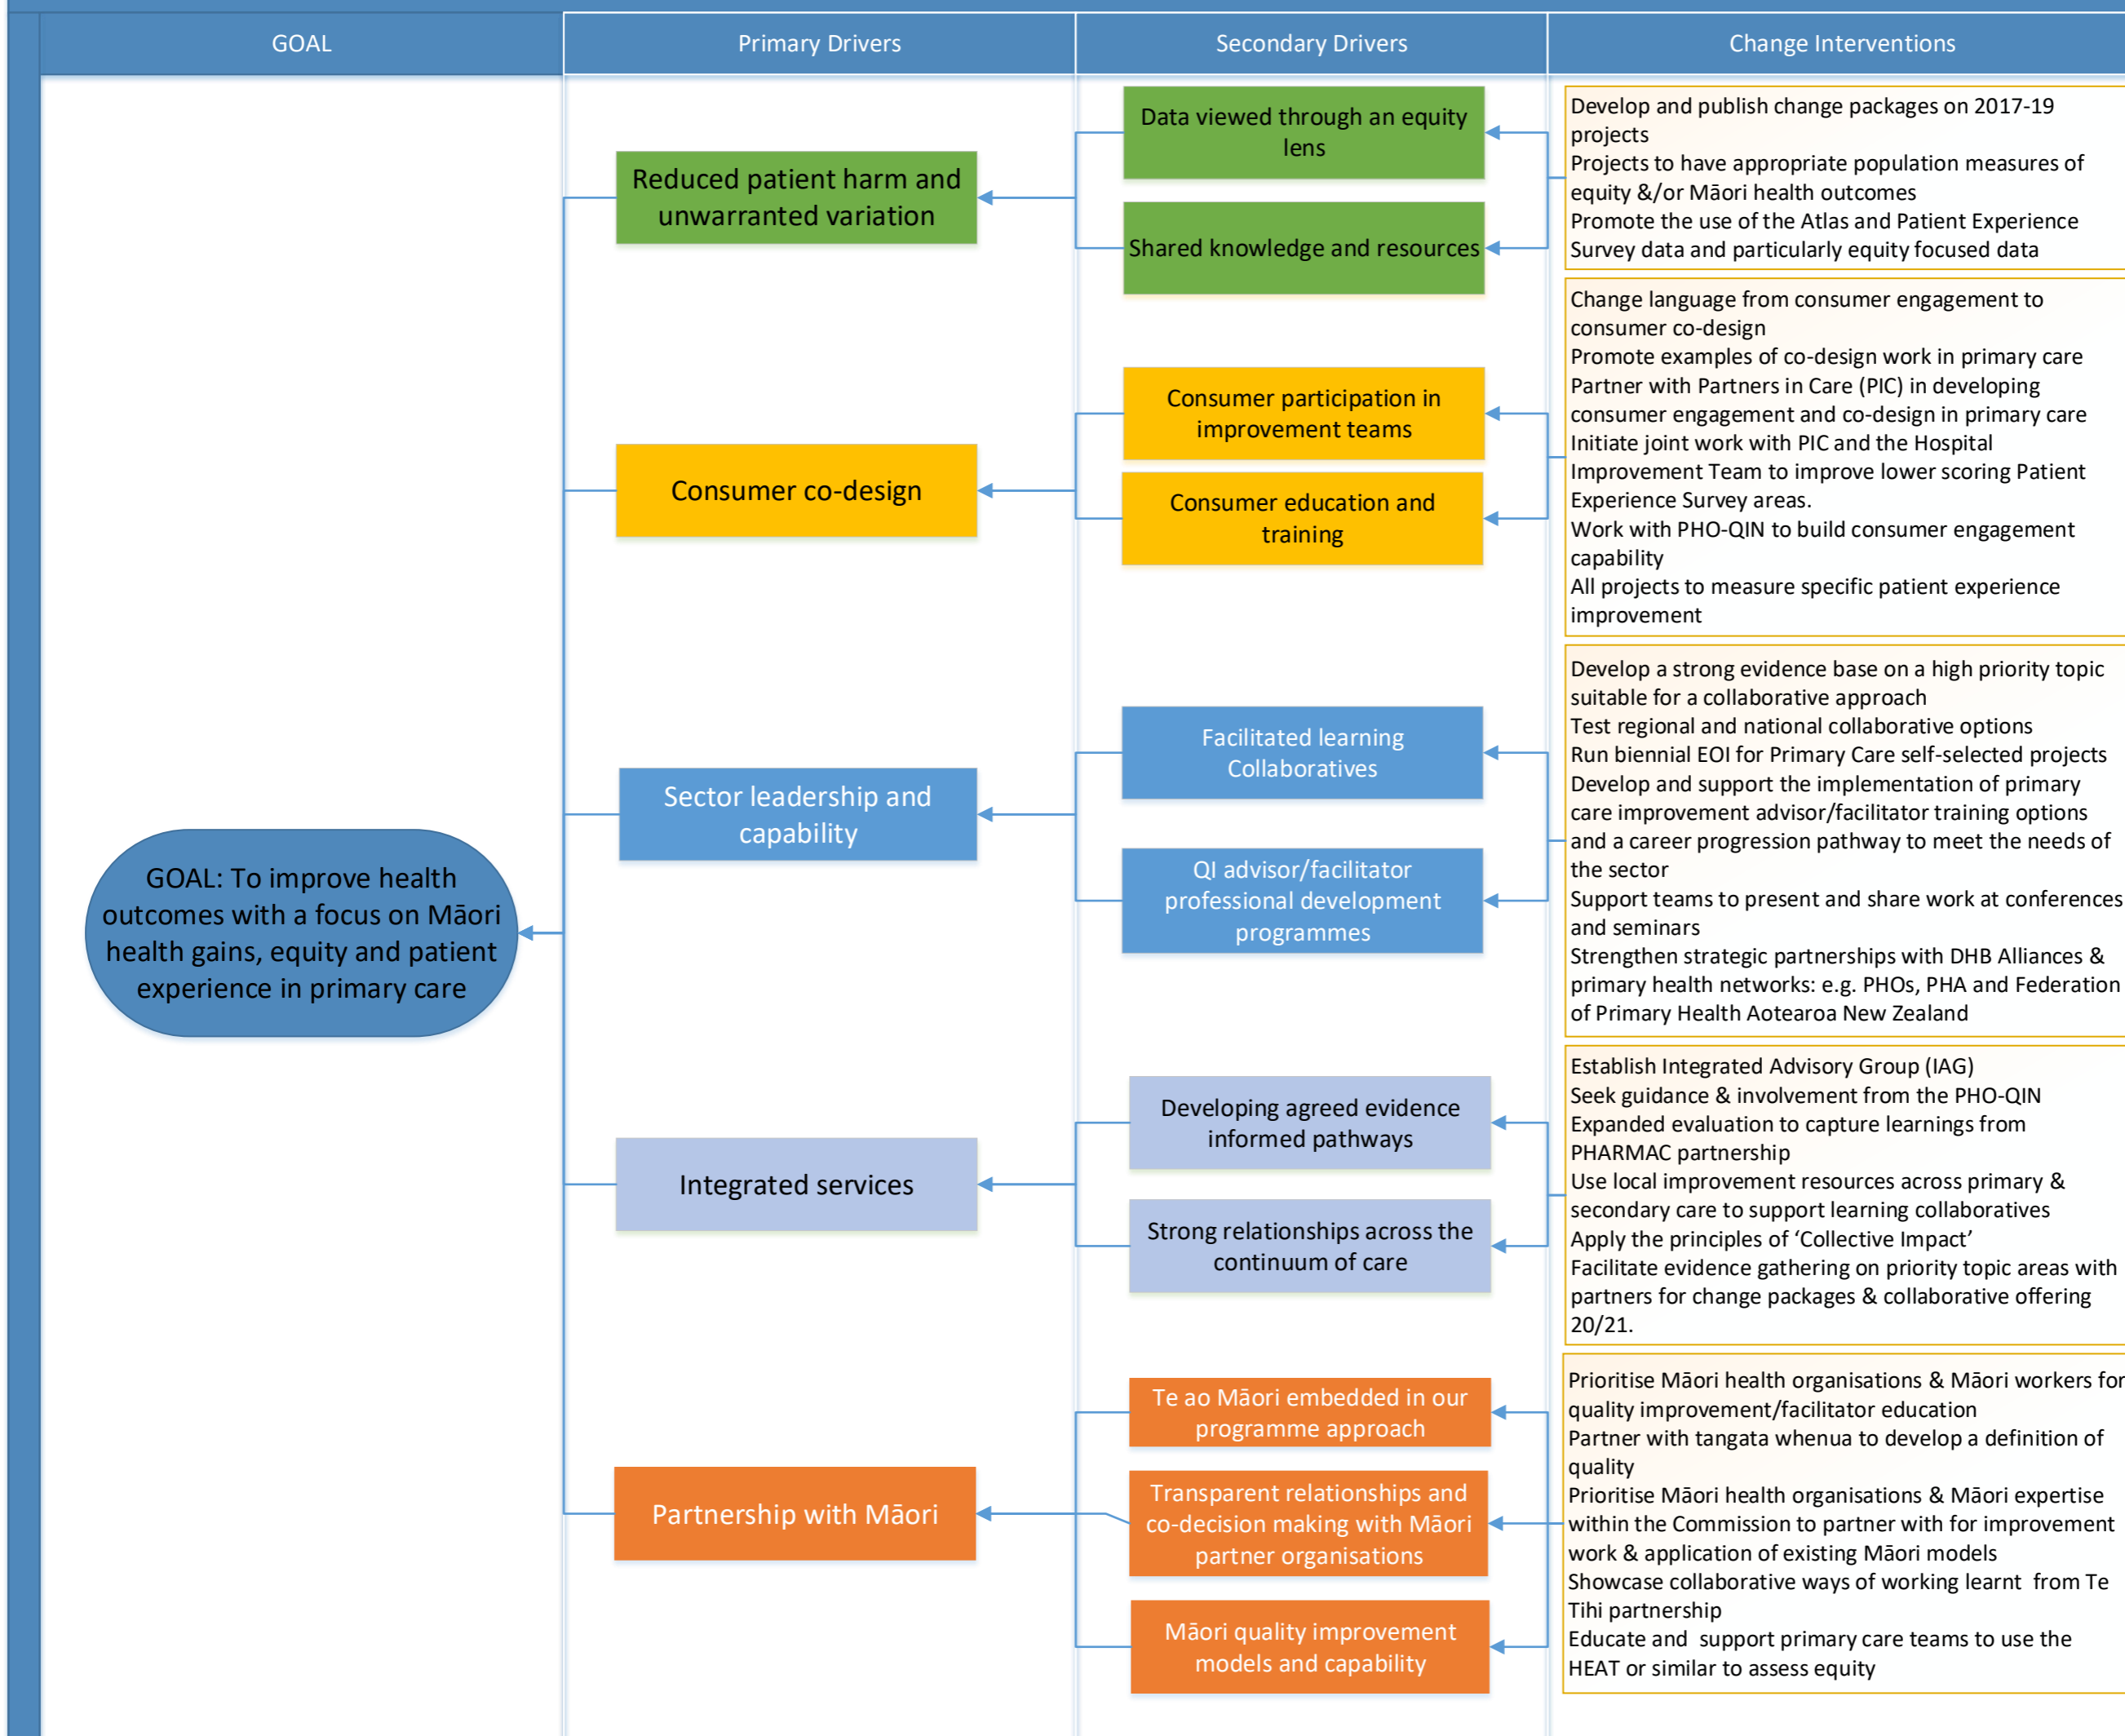 GOAL
Primary Drivers
Secondary Drivers
Change Interventions
GOAL: To improve health
outcomes with a focus on Māori
health gains, equity and patient
experience in primary care
Reduced patient harm and
unwarranted variation
Data viewed through an equity
lens
Shared knowledge and resources
Develop and publish change packages on 2017-19
projects
Projects to have appropriate population measures of
equity &/or Māori health outcomes
Promote the use of the Atlas and Patient Experience
Survey data and particularly equity focused data
Consumer co-design
Consumer participation in
improvement teams
Consumer education and
training
Change language from consumer engagement to
consumer co-design
Promote examples of co-design work in primary care
Partner with Partners in Care (PIC) in developing
consumer engagement and co-design in primary care
Initiate joint work with PIC and the Hospital
Improvement Team to improve lower scoring Patient
Experience Survey areas.
Work with PHO-QIN to build consumer engagement
capability
All projects to measure specific patient experience
improvement
Sector leadership and
capability
Facilitated learning
Collaboratives
QI advisor/facilitator
professional development
programmes
Develop a strong evidence base on a high priority topic
suitable for a collaborative approach
Test regional and national collaborative options
Run biennial EOI for Primary Care self-selected projects
Develop and support the implementation of primary
care improvement advisor/facilitator training options
and a career progression pathway to meet the needs of
the sector
Support teams to present and share work at conferences
and seminars
Strengthen strategic partnerships with DHB Alliances &
primary health networks: e.g. PHOs, PHA and Federation
of Primary Health Aotearoa New Zealand
Integrated services
Developing agreed evidence
informed pathways
Strong relationships across the
continuum of care
Establish Integrated Advisory Group (IAG)
Seek guidance & involvement from the PHO-QIN
Expanded evaluation to capture learnings from
PHARMAC partnership
Use local improvement resources across primary &
secondary care to support learning collaboratives
Apply the principles of ‘Collective Impact’
Facilitate evidence gathering on priority topic areas with
partners for change packages & collaborative offering
20/21.
Partnership with Māori
Te ao Māori embedded in our
programme approach
Transparent relationships and
co-decision making with Māori
partner organisations
Māori quality improvement
models and capability
Prioritise Māori health organisations & Māori workers for
quality improvement/facilitator education
Partner with tangata whenua to develop a definition of
quality
Prioritise Māori health organisations & Māori expertise
within the Commission to partner with for improvement
work & application of existing Māori models
Showcase collaborative ways of working learnt from Te
Tihi partnership
Educate and support primary care teams to use the
HEAT or similar to assess equity